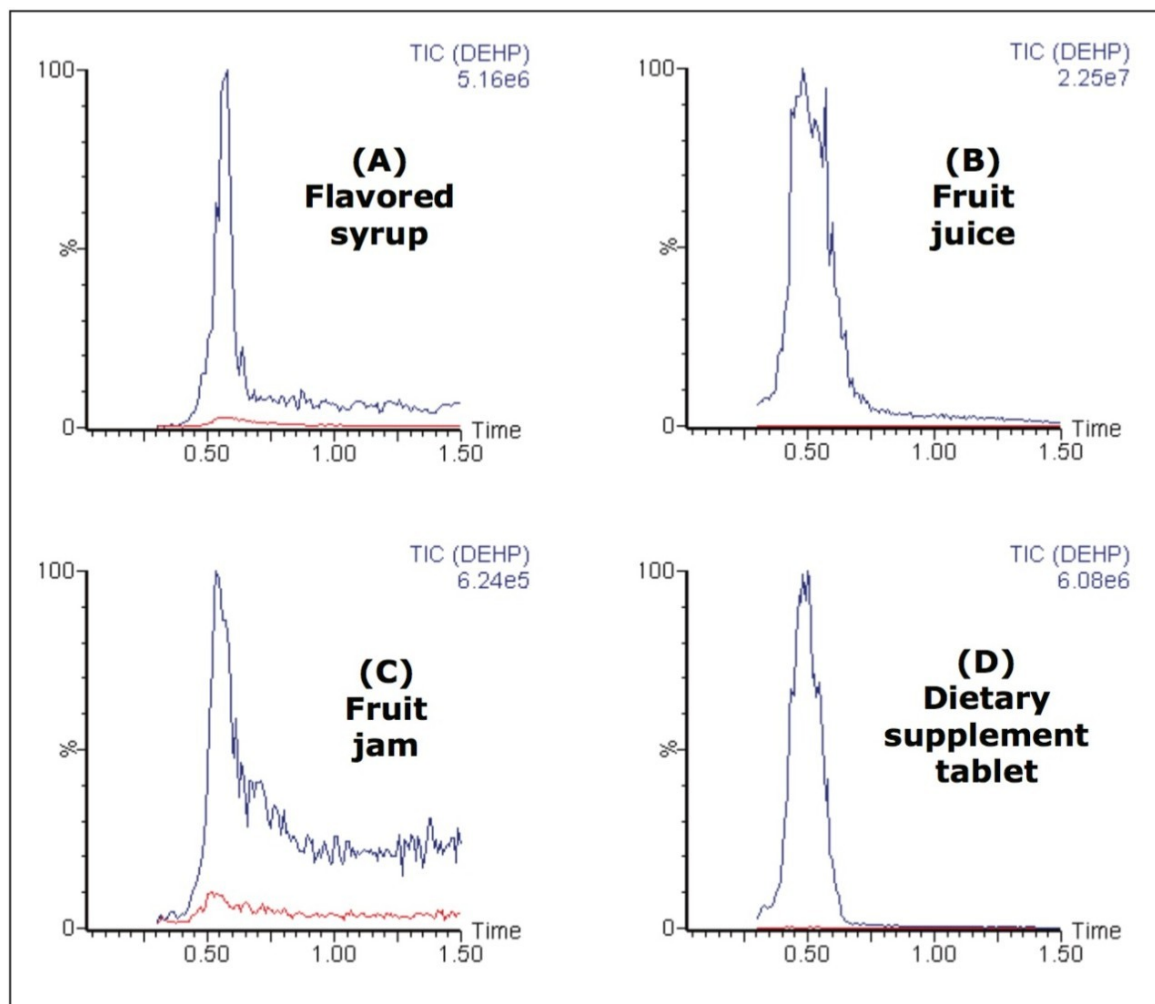 TIC (DEHP)
5.16e6
100
%
0
0.50
1.00
1.50
Time
(A)
Flavored
syrup
TIC (DEHP)
2.25e7
100
%
0
0.50
1.00
1.50
Time
(B)
Fruit
juice
TIC (DEHP)
6.24e5
100
%
0
0.50
1.00
1.50
Time
(C)
Fruit
jam
TIC (DEHP)
6.08e6
100
%
0
0.50
1.00
1.50
Time
(D)
Dietary
supplement
tablet